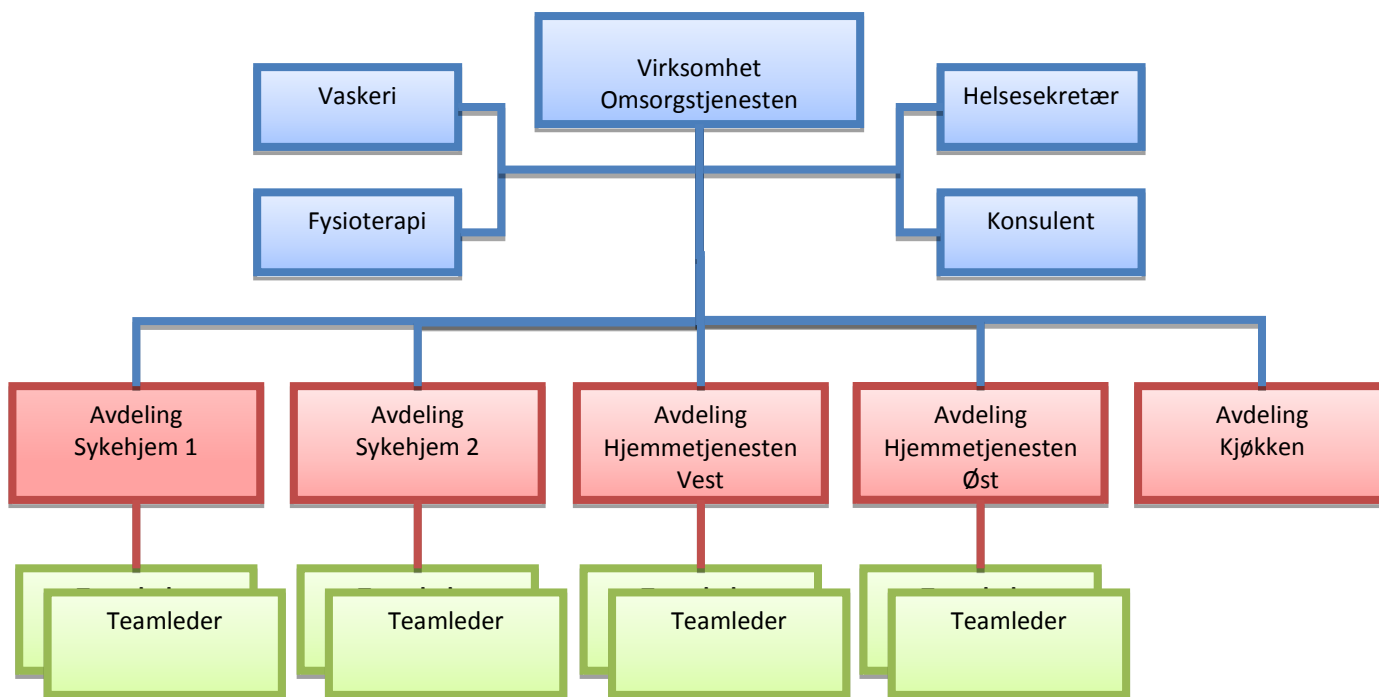 Virksomhet
Omsorgstjenesten
Vaskeri
Helsesekretær
Fysioterapi
Konsulent
Avdeling
Sykehjem 1
Avdeling
Sykehjem 2
Avdeling
Hjemmetjenesten
Vest
Avdeling
Hjemmetjenesten
Øst
Avdeling
Kjøkken
Teamleder
Teamleder
Teamleder
Teamleder